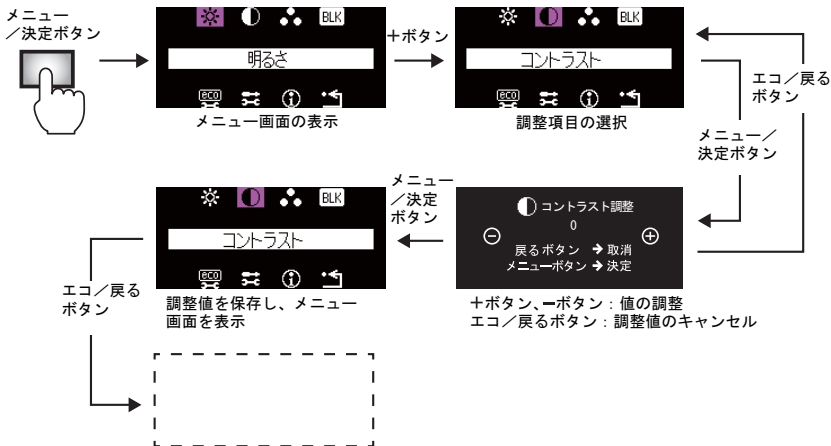 メニュー
／決定ボタン
BLK
明るさ
eco
メニュー画面の表示
＋ボタン
BLK
コントラスト
eco
調整項目の選択
エコ／戻る
ボタン
メニュー／
決定ボタン
コントラスト調整
0
戻るボタン ➔ 取消
メニューボタン ➔ 決定
＋ボタン、ーボタン：値の調整
エコ／戻るボタン：調整値のキャンセル
メニュー
／決定
ボタン
BLK
コントラスト
eco
調整値を保存し、メニュー
画面を表示
エコ／戻る
ボタン